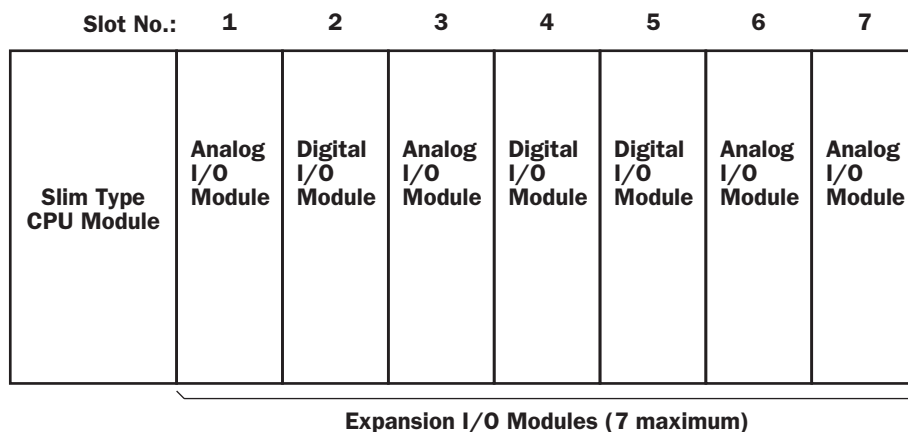 Slot No.: 1 2 3 4 5 6 7
Slim Type
CPU Module
Analog
I/O
Module
Digital
I/O
Module
Analog
I/O
Module
Digital
I/O
Module
Digital
I/O
Module
Analog
I/O
Module
Analog
I/O
Module
Expansion I/O Modules (7 maximum)